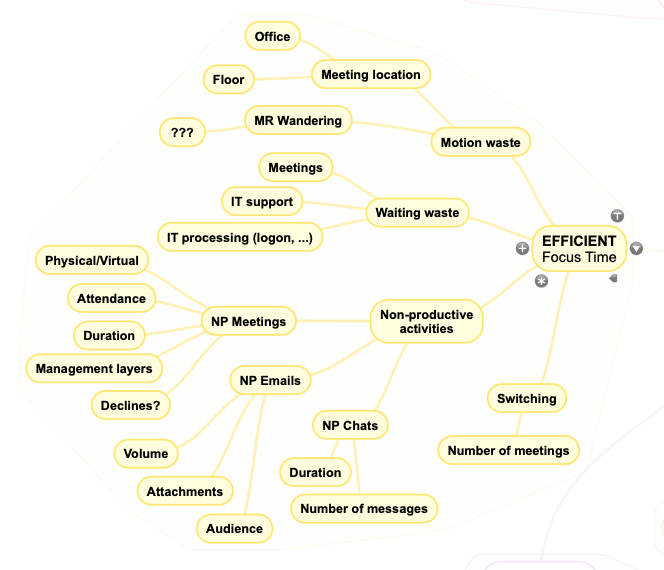 Office
Meeting location
Floor
MR Wandering
???
Motion waste
Meetings
IT support
Waiting waste
IT processing (logon, ...)
EFFICIENT
Focus Time
Physical/Virtual
Attendance
NP Meetings
Duration
Management layers
Declines?
Non-productive
activities
NP Emails
Volume
Attachments
Audience
NP Chats
Duration
Number of messages
Switching
Number of meetings